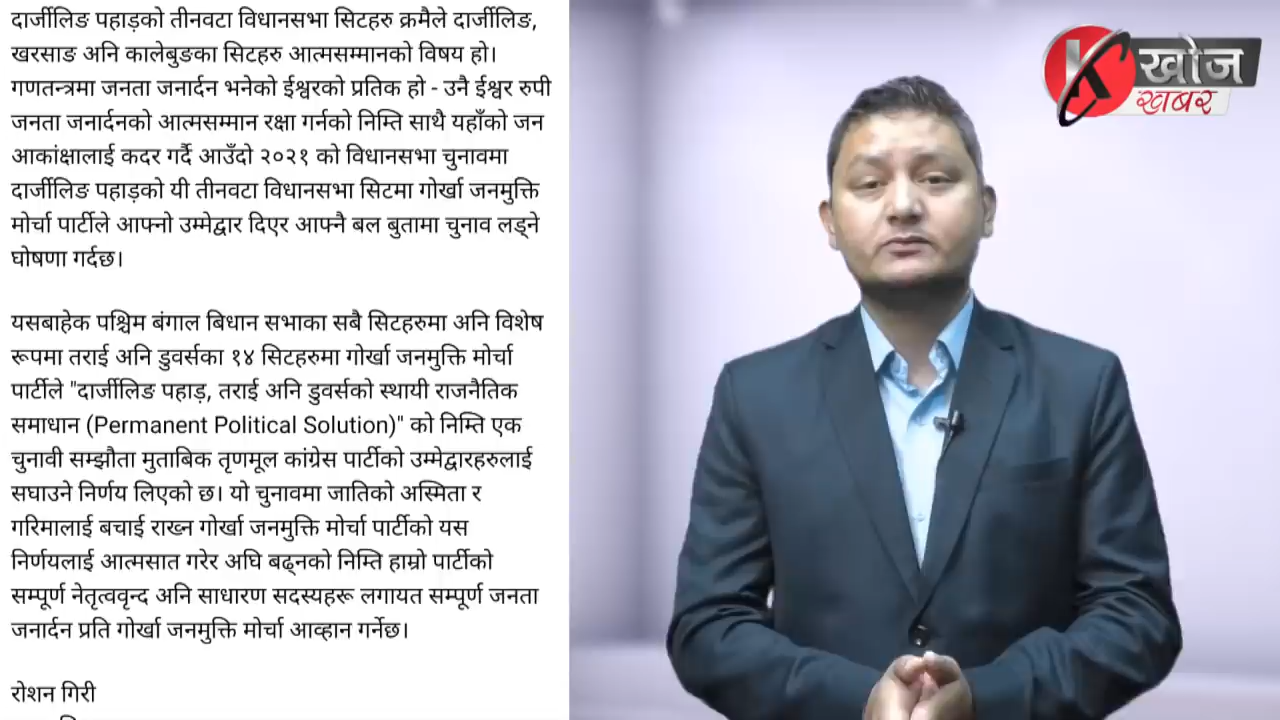 दार्जीलिङ पहाड़को तीनवटा विधानसभा सिटहरु क्रमैले दार्जीलिङ,
खरसाङ अनि कालेबुङका सिटहरु आत्मसम्मानको विषय हो।
गणतन्त्रमा जनता जनार्दन भनेको ईश्वरको प्रतिक हो - उनै ईश्वर रुपी
जनता जनार्दनको आत्मसम्मान रक्षा गर्नको निम्ति साथै यहाँको जन
आकांक्षालाई कदर गर्दै आउँदो २०२१ को विधानसभा चुनावमा
दार्जीलिङ पहाड़को यी तीनवटा विधानसभा सिटमा गोर्खा जनमुक्ति
मोर्चा पार्टीले आफ्नो उम्मेद्वार दिएर आफ्नै बल बुतामा चुनाव लड्ने
घोषणा गर्दछ।
यसबाहेक पश्चिम बंगाल बिधान सभाका सबै सिटहरुमा अनि विशेष
रूपमा तराई अनि डुवर्सका १४ सिटहरुमा गोर्खा जनमुक्ति मोर्चा
पार्टीले "दार्जीलिङ पहाड़, तराई अनि डुवर्सको स्थायी राजनैतिक
समाधान (Permanent Political Solution)" को निम्ति एक
चुनावी सम्झौता मुताबिक तृणमूल कांग्रेस पार्टीको उम्मेद्वारहरुलाई
सघाउने निर्णय लिएको छ। यो चुनावमा जातिको अस्मिता र
गरिमालाई बचाई राख्न गोर्खा जनमुक्ति मोर्चा पार्टीको यस
निर्णयलाई आत्मसात गरेर अघि बढ्नको निम्ति हाम्रो पार्टीको
सम्पूर्ण नेतृत्ववृन्द अनि साधारण सदस्यहरू लगायत सम्पूर्ण जनता
जनार्दन प्रति गोर्खा जनमुक्ति मोर्चा आव्हान गर्नेछ।
रोशन गिरी
K खोज
खबर